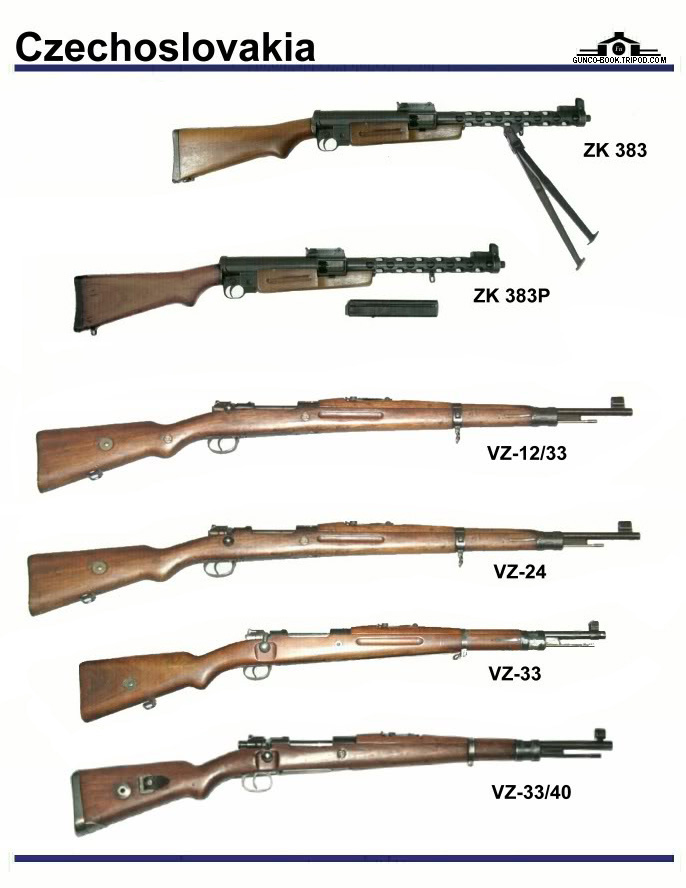 Czechoslovakia
GUNCO-BOOK.TRIPOD.COM
ZK 383
ZK 383P
VZ-12/33
VZ-24
VZ-33
VZ-33/40